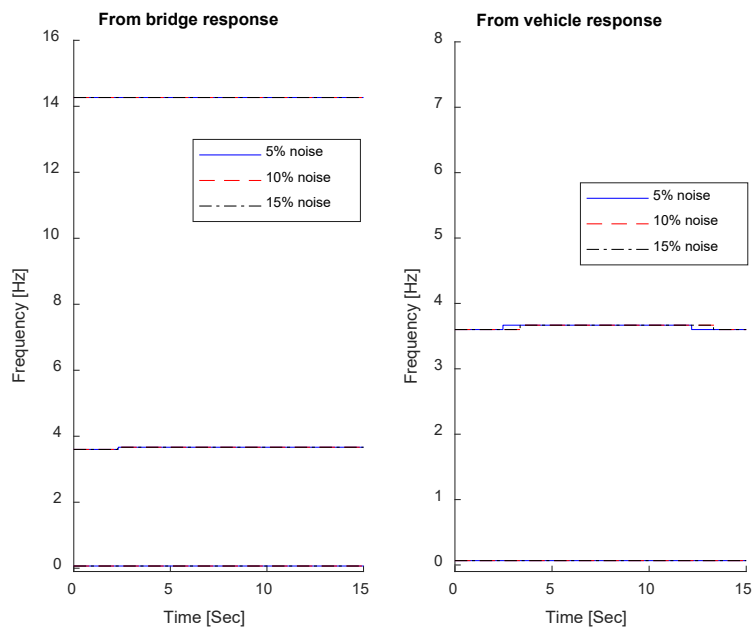 From bridge response
16
14
12
10
8
6
4
2
0
0
5
10
15
Frequency [Hz]
Time [Sec]
5% noise
10% noise
15% noise
From vehicle response
8
7
6
5
4
3
2
1
0
0
5
10
15
Frequency [Hz]
Time [Sec]
5% noise
10% noise
15% noise